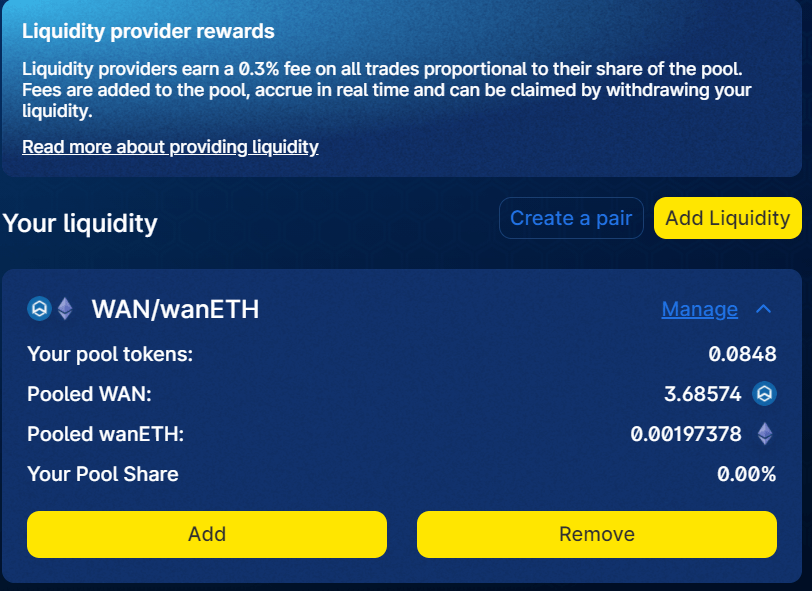 Liquidity provider rewards
Liquidity providers earn a 0.3% fee on all trades proportional to their share of the pool.
Fees are added to the pool, accrue in real time and can be claimed by withdrawing your
liquidity.
Read more about providing liquidity
Your liquidity
Create a pair
Add Liquidity
WAN/wanETH
Manage
Your pool tokens:
0.0848
Pooled WAN:
3.68574
Pooled wanETH:
0.00197378
Your Pool Share
0.00%
Add
Remove